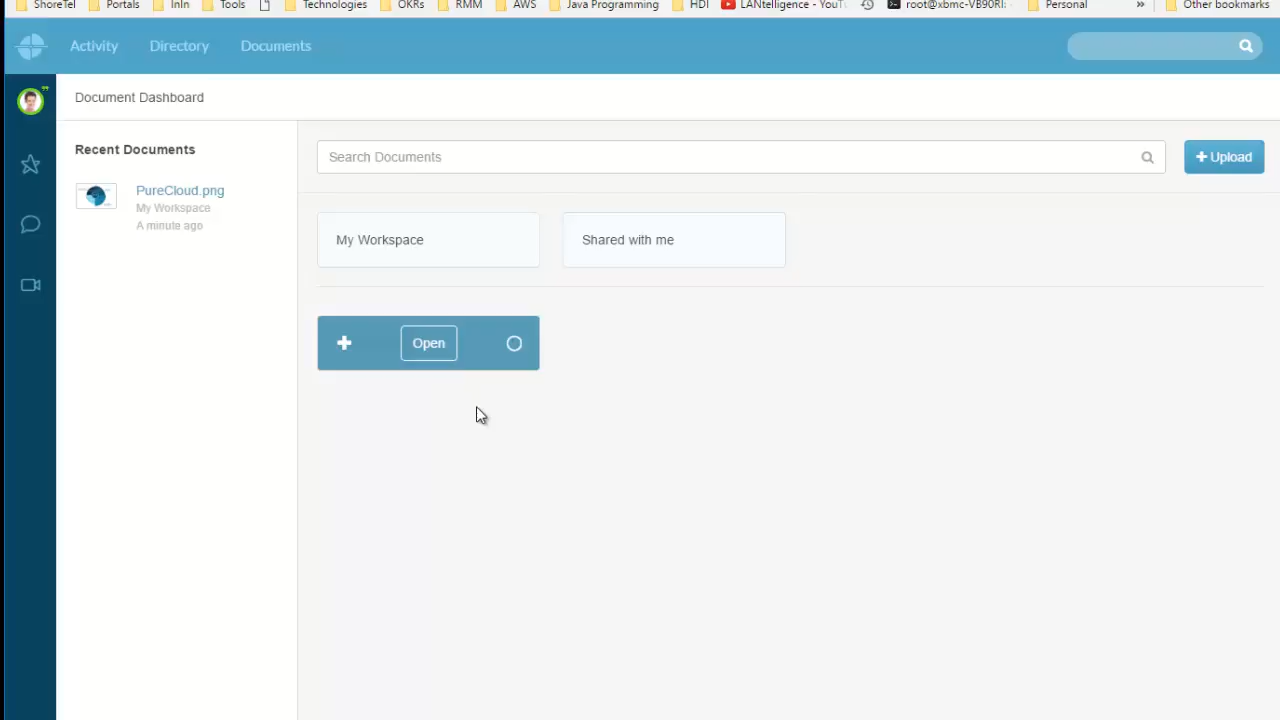 ShoreTel Portals InIn Tools Technologies OKRs RMM AWS Java Programming HDI LANtelligence - YouT Personal » Other bookmarks
Activity Directory Documents
Document Dashboard
Recent Documents
PureCloud.png
My Workspace
A minute ago
Search Documents
Upload
My Workspace
Shared with me
Open